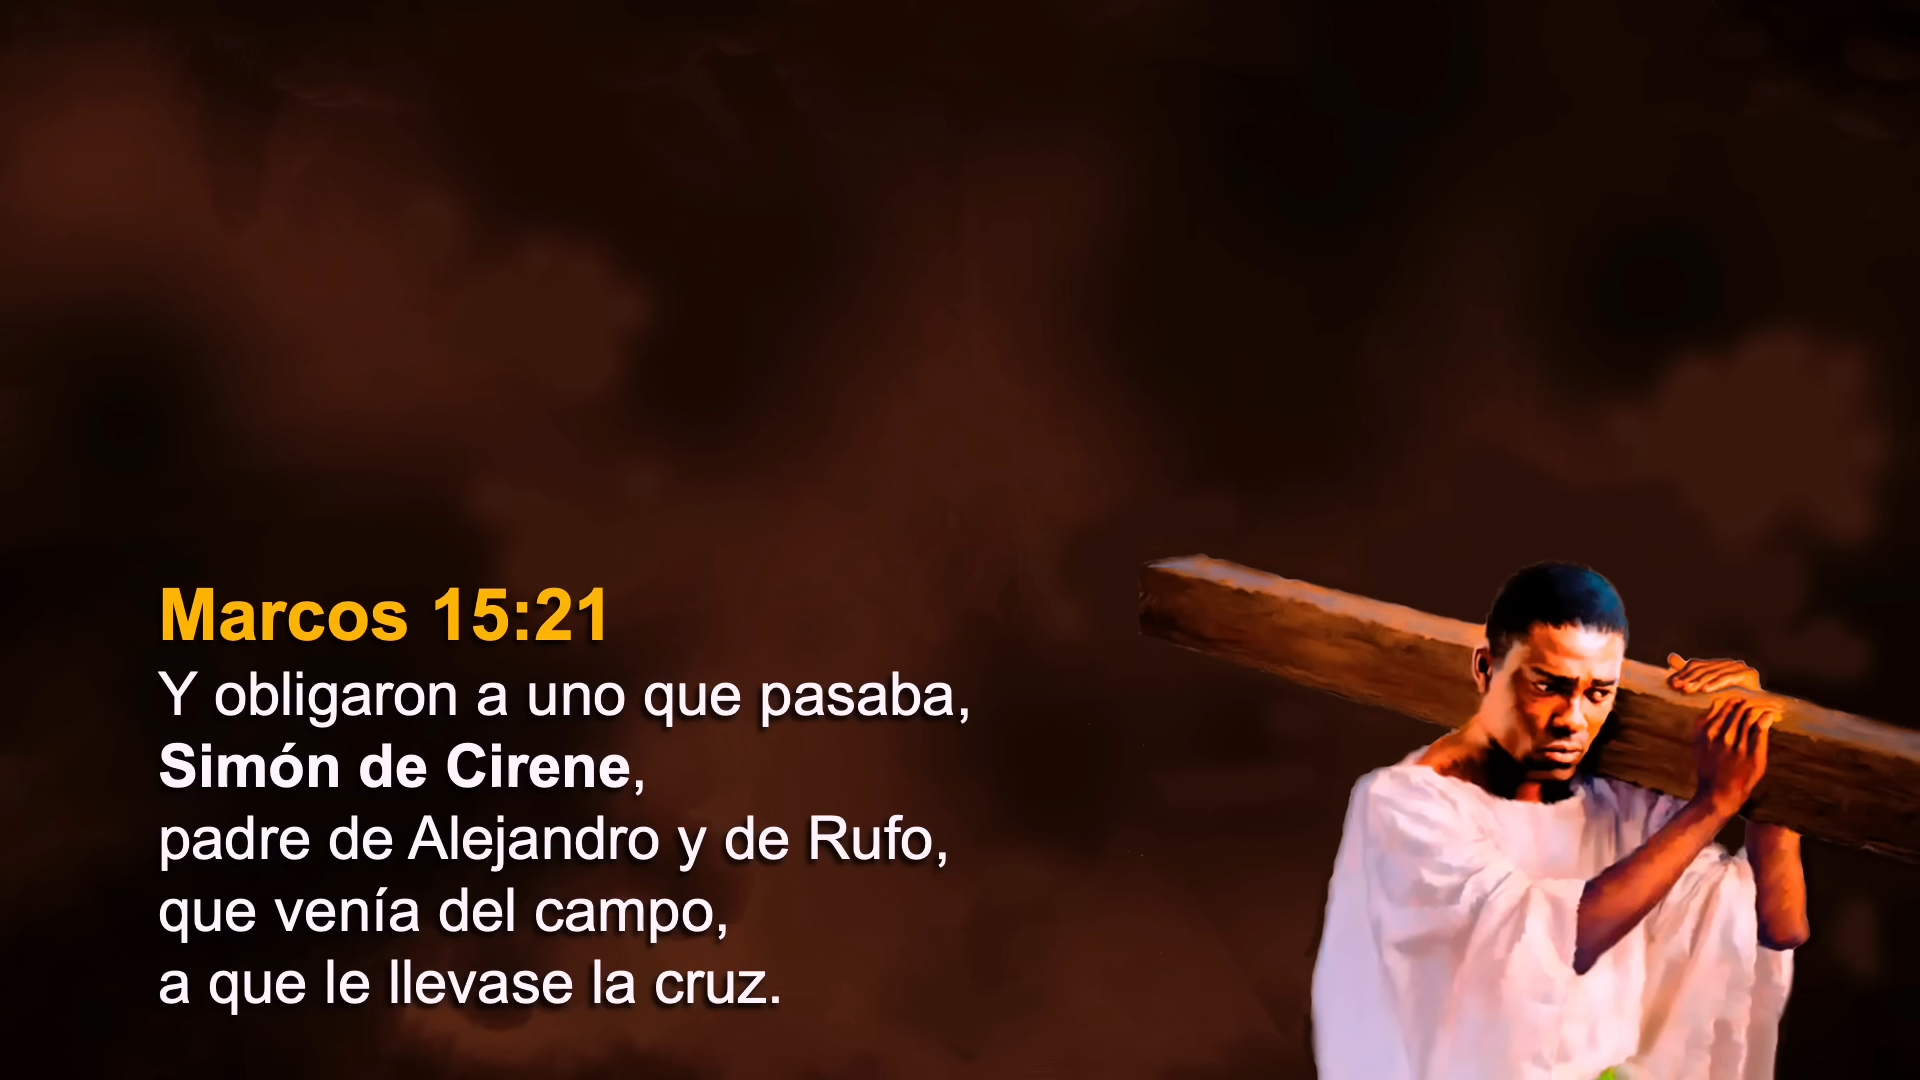 Marcos 15:21
Y obligaron a uno que pasaba,
Simón de Cirene,
padre de Alejandro y de Rufo,
que venía del campo,
a que le llevase la cruz.